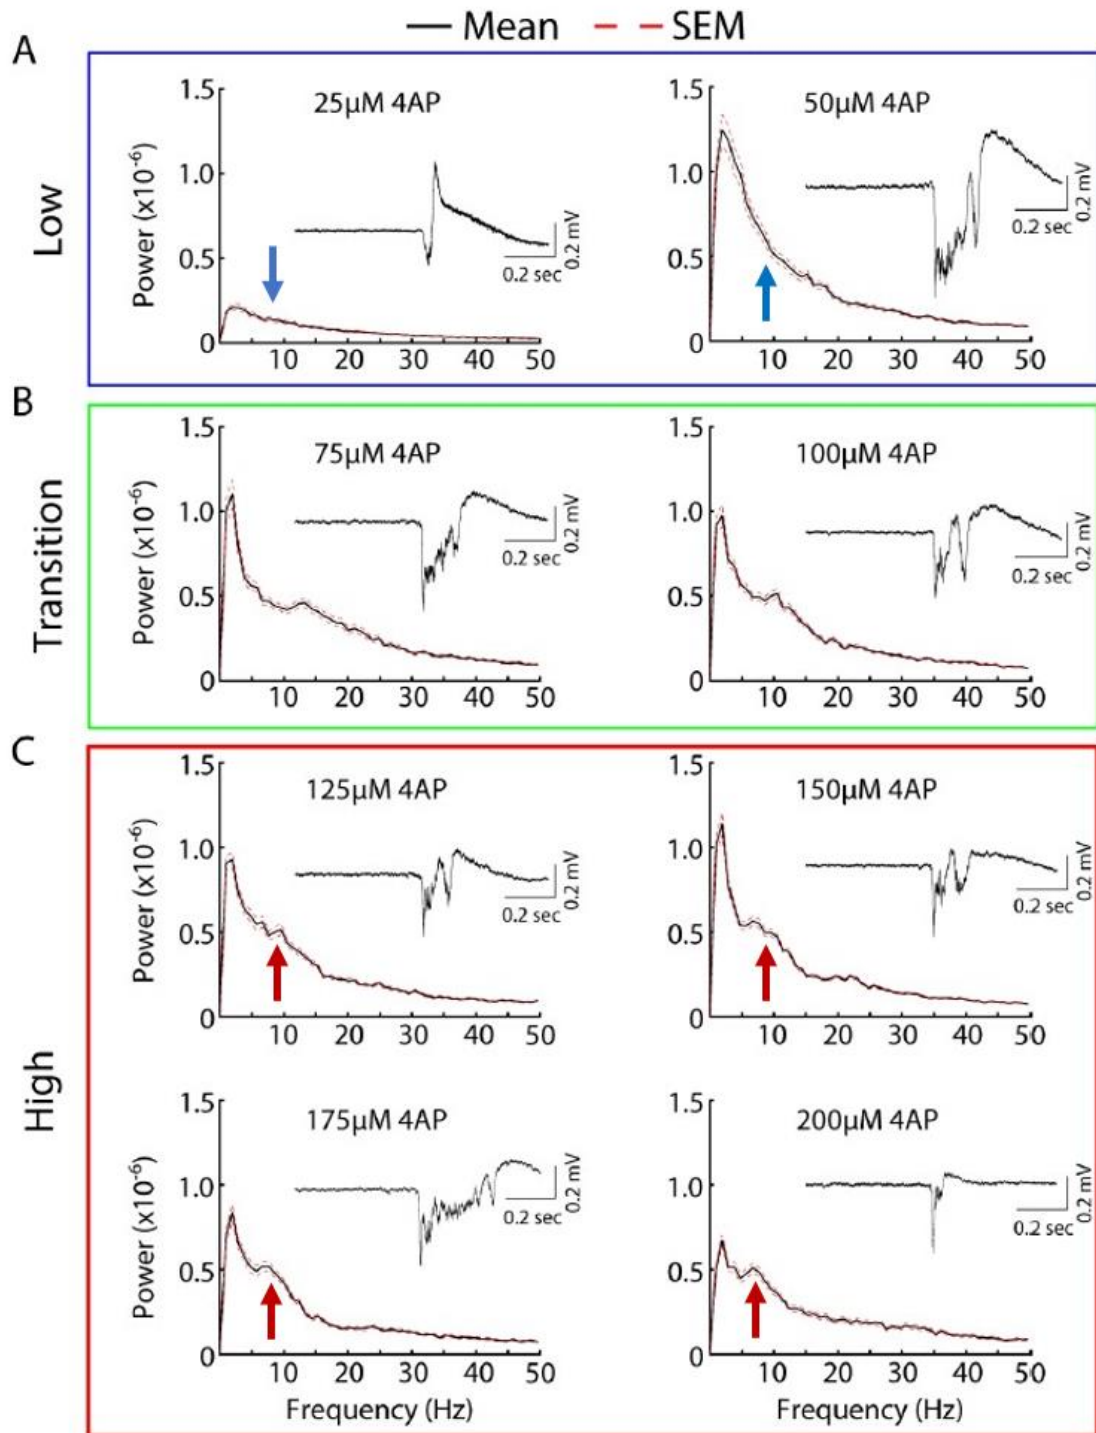 Mean SEM
A
Low
Power (x10⁻⁶)
1.5
1.0
0.5
0
25µM 4AP
0.2 mV
0.2 sec
10 20 30 40 50
1.5
1.0
0.5
0
50µM 4AP
0.2 mV
0.2 sec
10 20 30 40 50
B
Transition
Power (x10⁻⁶)
1.5
1.0
0.5
0
75µM 4AP
0.2 mV
0.2 sec
10 20 30 40 50
1.5
1.0
0.5
0
100µM 4AP
0.2 mV
0.2 sec
10 20 30 40 50
C
High
Power (x10⁻⁶)
1.5
1.0
0.5
0
125µM 4AP
0.2 mV
0.2 sec
10 20 30 40 50
1.5
1.0
0.5
0
150µM 4AP
0.2 mV
0.2 sec
10 20 30 40 50
Power (x10⁻⁶)
1.5
1.0
0.5
0
175µM 4AP
0.2 mV
0.2 sec
10 20 30 40 50
Frequency (Hz)
1.5
1.0
0.5
0
200µM 4AP
0.2 mV
0.2 sec
10 20 30 40 50
Frequency (Hz)